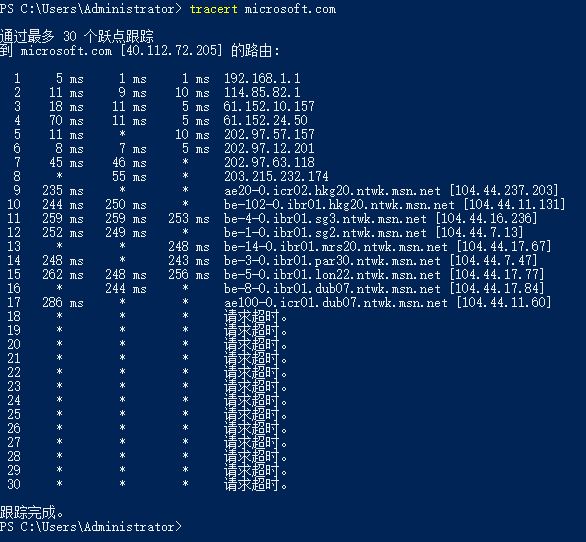 PS C:\Users\Administrator> tracert microsoft.com
通过最多 30 个跃点跟踪
到 microsoft.com [40.112.72.205] 的路由:
1 5 ms 1 ms 1 ms 192.168.1.1
2 11 ms 9 ms 10 ms 114.85.82.1
3 18 ms 11 ms 5 ms 61.152.10.157
4 70 ms 11 ms 5 ms 61.152.24.50
5 11 ms * 10 ms 202.97.57.157
6 8 ms 7 ms 5 ms 202.97.12.201
7 45 ms 46 ms * 202.97.63.118
8 * 55 ms * 203.215.232.174
9 235 ms * * ae20-0.icr02.hkg20.ntwk.msn.net [104.44.237.203]
10 244 ms 250 ms * be-102-0.ibr01.hkg20.ntwk.msn.net [104.44.11.131]
11 259 ms 259 ms 253 ms be-4-0.ibr01.sg3.ntwk.msn.net [104.44.16.236]
12 252 ms 249 ms * be-1-0.ibr01.sg2.ntwk.msn.net [104.44.7.13]
13 * * 248 ms be-14-0.ibr01.mrs20.ntwk.msn.net [104.44.17.67]
14 248 ms * 243 ms be-3-0.ibr01.par30.ntwk.msn.net [104.44.7.47]
15 262 ms 248 ms 256 ms be-5-0.ibr01.lon22.ntwk.msn.net [104.44.17.77]
16 * 244 ms * be-8-0.ibr01.dub07.ntwk.msn.net [104.44.17.84]
17 286 ms * * ae100-0.icr01.dub07.ntwk.msn.net [104.44.11.60]
18 * * * 请求超时。
19 * * * 请求超时。
20 * * * 请求超时。
21 * * * 请求超时。
22 * * * 请求超时。
23 * * * 请求超时。
24 * * * 请求超时。
25 * * * 请求超时。
26 * * * 请求超时。
27 * * * 请求超时。
28 * * * 请求超时。
29 * * * 请求超时。
30 * * * 请求超时。
跟踪完成。
PS C:\Users\Administrator>